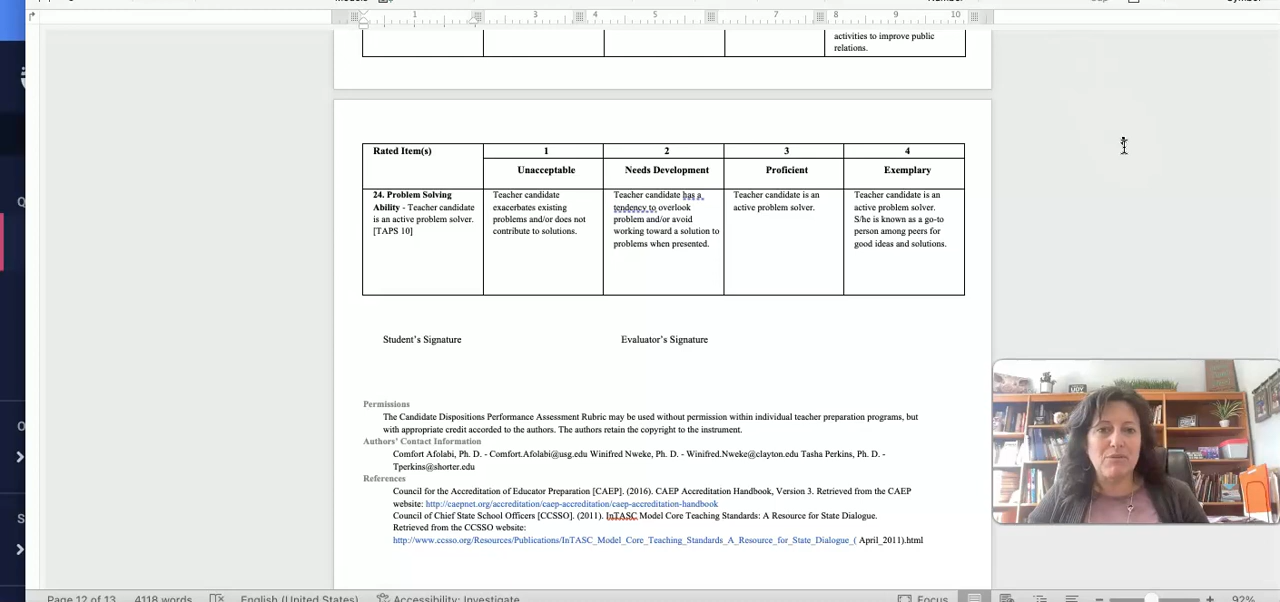 1 3 4 5 7 8 9 10
activities to improve public
relations.
Rated Item(s) 1 2 3 4
Unacceptable Needs Development Proficient Exemplary
24. Problem Solving
Ability - Teacher candidate
is an active problem solver.
[TAPS 10]
Teacher candidate
exacerbates existing
problems and/or does not
contribute to solutions.
Teacher candidate has a
tendency to overlook
problem and/or avoid
working toward a solution to
problems when presented.
Teacher candidate is an
active problem solver.
Teacher candidate is an
active problem solver.
S/he is known as a go-to
person among peers for
good ideas and solutions.
Student's Signature Evaluator's Signature
Permissions
The Candidate Dispositions Performance Assessment Rubric may be used without permission within individual teacher preparation programs, but
with appropriate credit accorded to the authors. The authors retain the copyright to the instrument.
Authors' Contact Information
Comfort Afolabi, Ph. D. - Comfort.Afolabi@usg.edu Winifred Nweke, Ph. D. - Winifred.Nweke@clayton.edu Tasha Perkins, Ph. D. -
Tperkins@shorter.edu
References
Council for the Accreditation of Educator Preparation [CAEP]. (2016). CAEP Accreditation Handbook, Version 3. Retrieved from the CAEP
website: http://caepnet.org/accreditation/caep-accreditation/caep-accreditation-handbook
Council of Chief State School Officers [CCSSO]. (2011). InTASC Model Core Teaching Standards: A Resource for State Dialogue.
Retrieved from the CCSSO website:
http://www.ccsso.org/Resources/Publications/InTASC_Model_Core_Teaching_Standards_A_Resource_for_State_Dialogue_( April_2011).html
Page 12 of 13 4118 words English (United States) Accessibility: Investigate Focus 92%